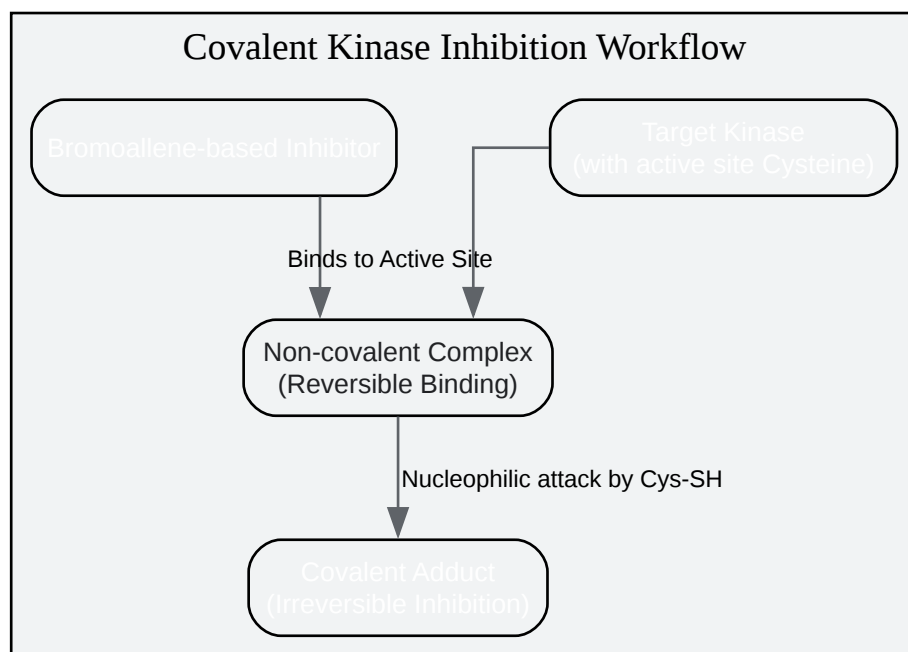 Covalent Kinase Inhibition Workflow
Bromoallene-based Inhibitor
Target Kinase
(with active site Cysteine)
Binds to Active Site
Non-covalent Complex
(Reversible Binding)
Nucleophilic attack by Cys-SH
Covalent Adduct
(Irreversible Inhibition)